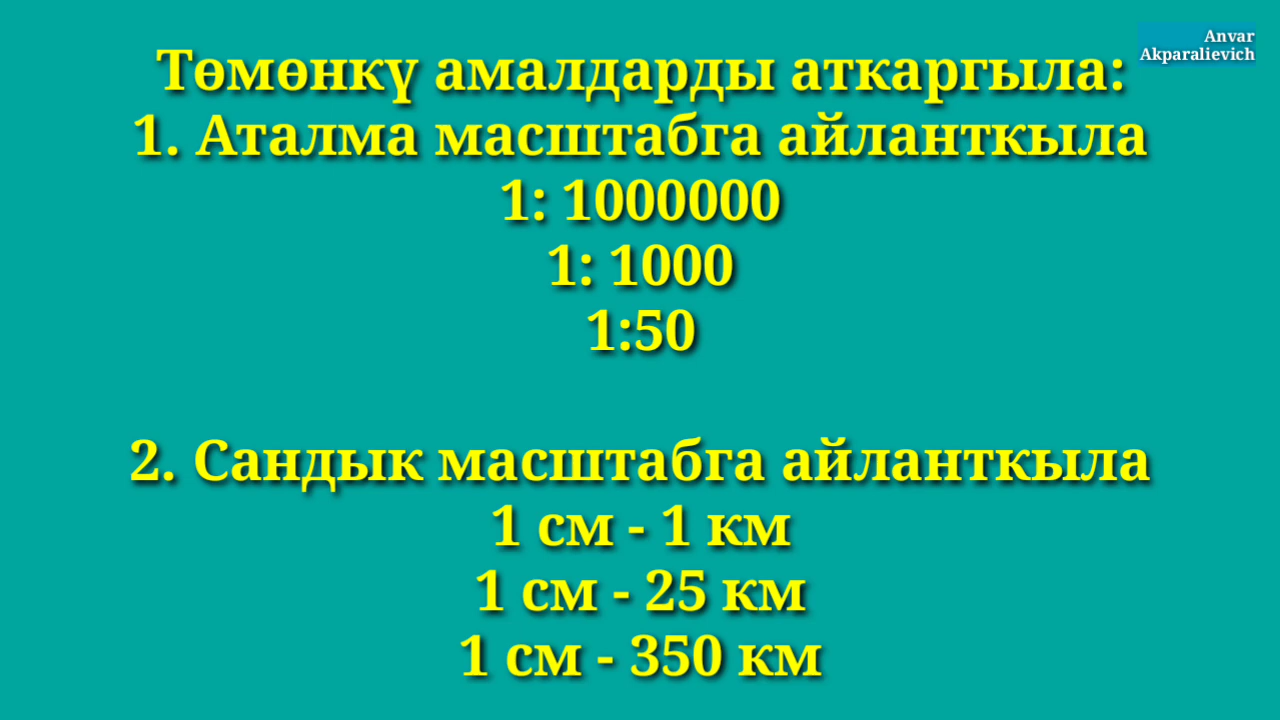 Anvar
Akparalievich
Төмөнкү амалдарды аткаргыла:
1. Аталма масштабга айланткыла
1: 1000000
1: 1000
1:50
2. Сандык масштабга айланткыла
1 см - 1 км
1 см - 25 км
1 см - 350 км